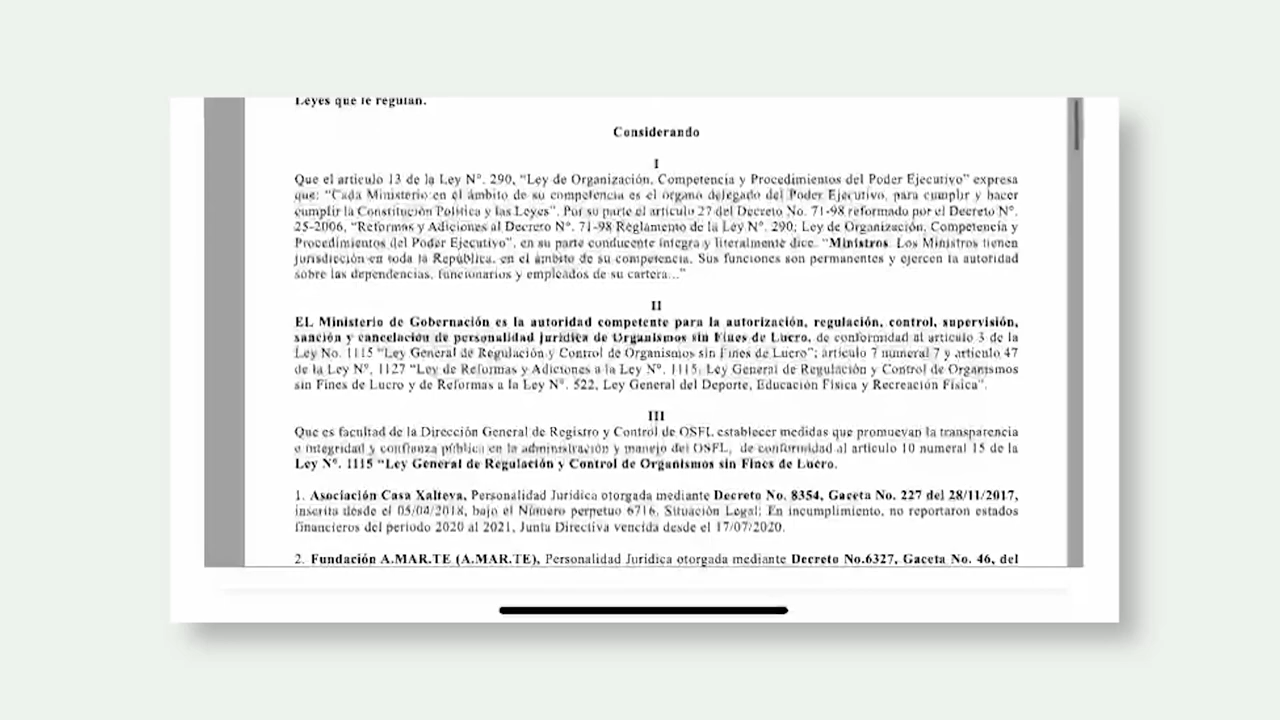 Leyes que le regulan.
Considerando
I
Que el artículo 13 de la Ley N°. 290, “Ley de Organización, Competencia y Procedimientos del Poder Ejecutivo” expresa
que: “Cada Ministerio en el ámbito de su competencia es el órgano delegado del Poder Ejecutivo, para cumplir y hacer
cumplir la Constitución Política y las Leyes”. Por su parte el artículo 27 del Decreto No. 71-98 reformado por el Decreto N°.
25-2006, “Reformas y Adiciones al Decreto N°. 71-98 Reglamento de la Ley N°. 290; Ley de Organización, Competencia y
Procedimientos del Poder Ejecutivo”, en su parte conducente íntegra y literalmente dice “Ministros. Los Ministros tienen
jurisdicción en toda la República, en el ámbito de su competencia. Sus funciones son permanentes y ejercen la autoridad
sobre las dependencias, funcionarios y empleados de su cartera...”
II
EL Ministerio de Gobernación es la autoridad competente para la autorización, regulación, control, supervisión,
sanción y cancelación de personalidad jurídica de Organismos sin Fines de Lucro, de conformidad al artículo 3 de la
Ley No. 1115 “Ley General de Regulación y Control de Organismos sin Fines de Lucro”; artículo 7 numeral 7 y artículo 47
de la Ley N°. 1127 “Ley de Reformas y Adiciones a la Ley N°. 1115, Ley General de Regulación y Control de Organismos
sin Fines de Lucro y de Reformas a la Ley N°. 522, Ley General del Deporte, Educación Física y Recreación Física”.
III
Que es facultad de la Dirección General de Registro y Control de OSFL establecer medidas que promuevan la transparencia
e integridad y confianza pública en la administración y manejo del OSFL, de conformidad al artículo 10 numeral 15 de la
Ley N°. 1115 “Ley General de Regulación y Control de Organismos sin Fines de Lucro.
1. Asociación Casa Xalteva, Personalidad Jurídica otorgada mediante Decreto No. 8354, Gaceta No. 227 del 28/11/2017,
inscrita desde el 05/04/2018, bajo el Número perpetuo 6716. Situación Legal: En incumplimiento, no reportaron estados
financieros del periodo 2020 al 2021, Junta Directiva vencida desde el 17/07/2020.
2. Fundación A.MAR.TE (A.MAR.TE), Personalidad Jurídica otorgada mediante Decreto No.6327, Gaceta No. 46, del